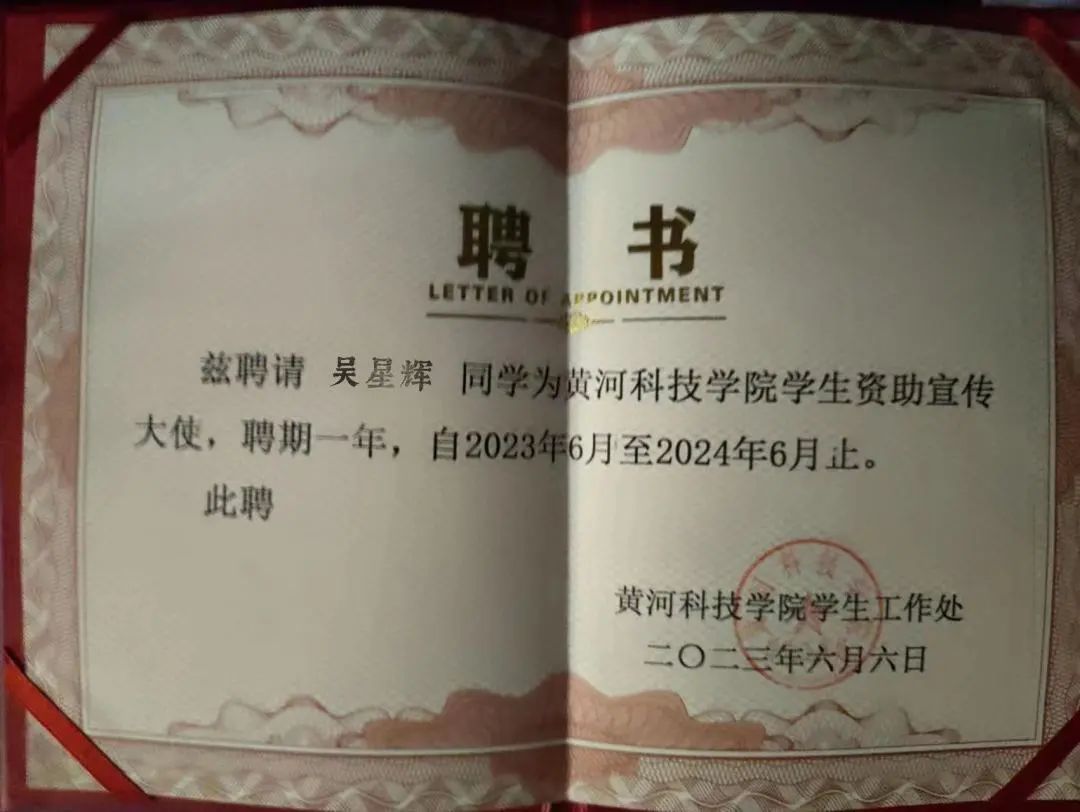 聘 书
LETTER OF APPOINTMENT
兹聘请 吴星辉 同学为黄河科技学院学生资助宣传
大使，聘期一年，自2023年6月至2024年6月止。
此聘
黄河科技学院学生工作处
二〇二三年六月六日